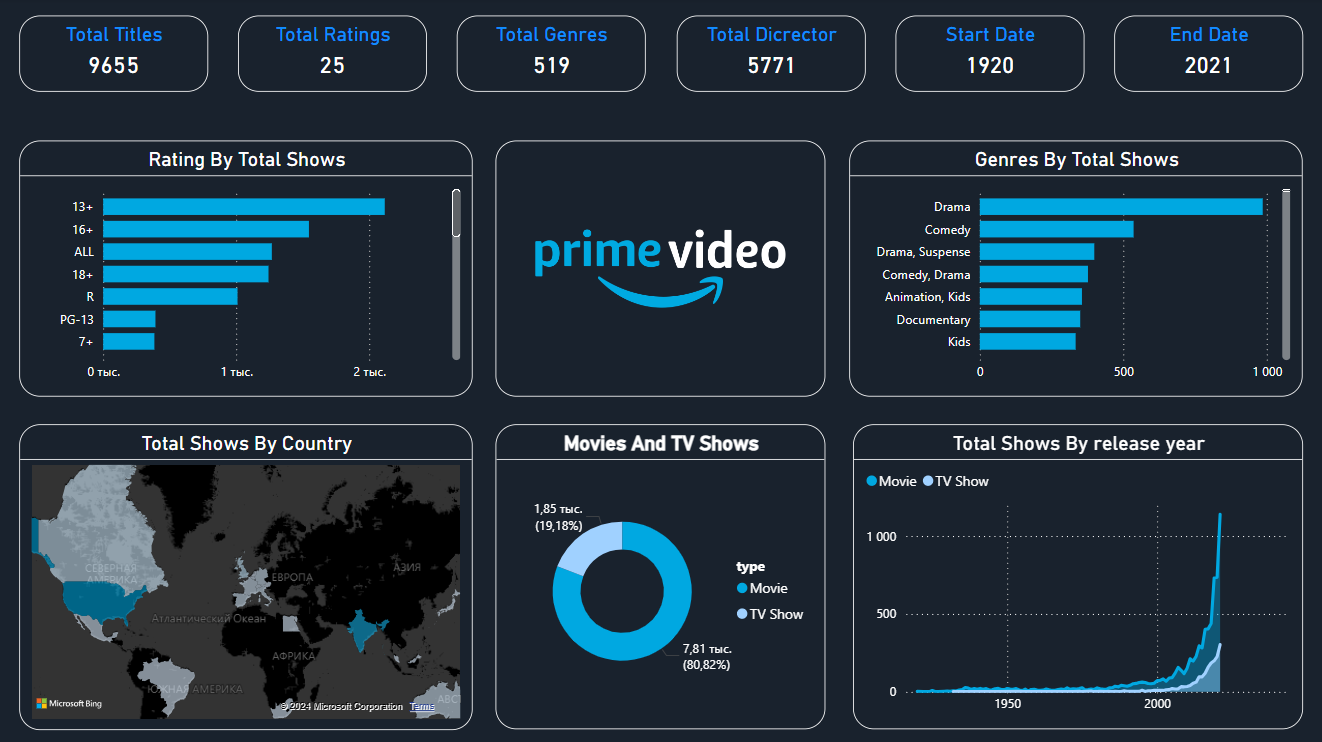 Total Titles
9655
Total Ratings
25
Total Genres
519
Total Dicrector
5771
Start Date
1920
End Date
2021
Rating By Total Shows
13+
16+
ALL
18+
R
PG-13
7+
0 тыс.
1 тыс.
2 тыс.
prime video
Genres By Total Shows
Drama
Comedy
Drama, Suspense
Comedy, Drama
Animation, Kids
Documentary
Kids
0
500
1 000
Total Shows By Country
СЕВЕРНАЯ
АМЕРИКА
ЕВРОПА
АЗИЯ
Атлантический Океан
АФРИКА
ЮЖНАЯ АМЕРИКА
Microsoft Bing
© 2024 Microsoft Corporation
Terms
Movies And TV Shows
1,85 тыс.
(19,18%)
type
Movie
TV Show
7,81 тыс.
(80,82%)
Total Shows By release year
Movie
TV Show
1 000
500
0
1950
2000